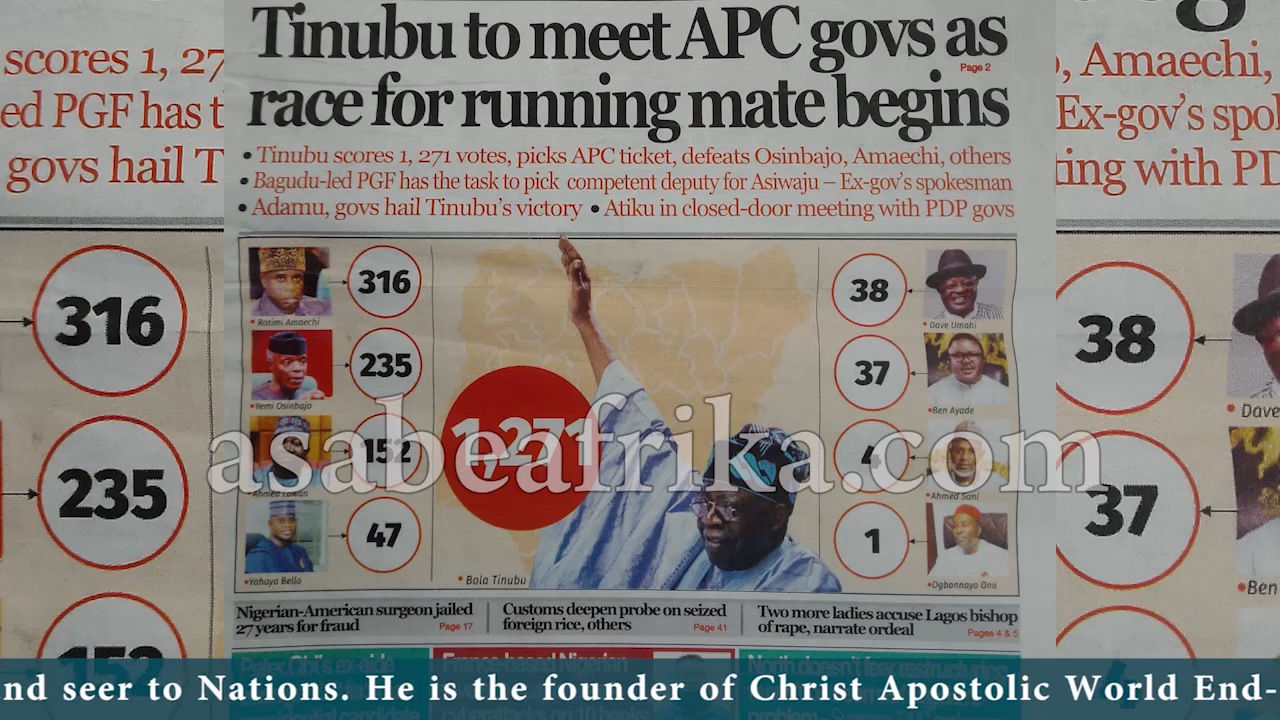 Tinubu to meet APC govs as
Page 2
race for running mate begins
• Tinubu scores 1, 271 votes, picks APC ticket, defeats Osinbajo, Amaechi, others
• Bagudu-led PGF has the task to pick competent deputy for Asiwaju – Ex-gov's spokesman
• Adamu, govs hail Tinubu's victory • Atiku in closed-door meeting with PDP govs
316
• Rotimi Amaechi
235
• Yemi Osinbajo
152
• Ahmed Lawan
47
• Yahaya Bello
1,271
• Bola Tinubu
38
• Dave Umahi
37
• Ben Ayade
4
• Ahmed Sani
1
• Ogbonnaya Onu
asabeafrika.com
Nigerian-American surgeon jailed
27 years for fraud Page 17
Customs deepen probe on seized
foreign rice, others Page 41
Two more ladies accuse Lagos bishop
of rape, narrate ordeal Pages 4 & 5
scores 1, 27
ed PGF has t
govs hail T
316
235
152
, Amaechi,
Ex-gov's spo
ting with PD
38
Dave
37
• Ben
nd seer to Nations. He is the founder of Christ Apostolic World End-